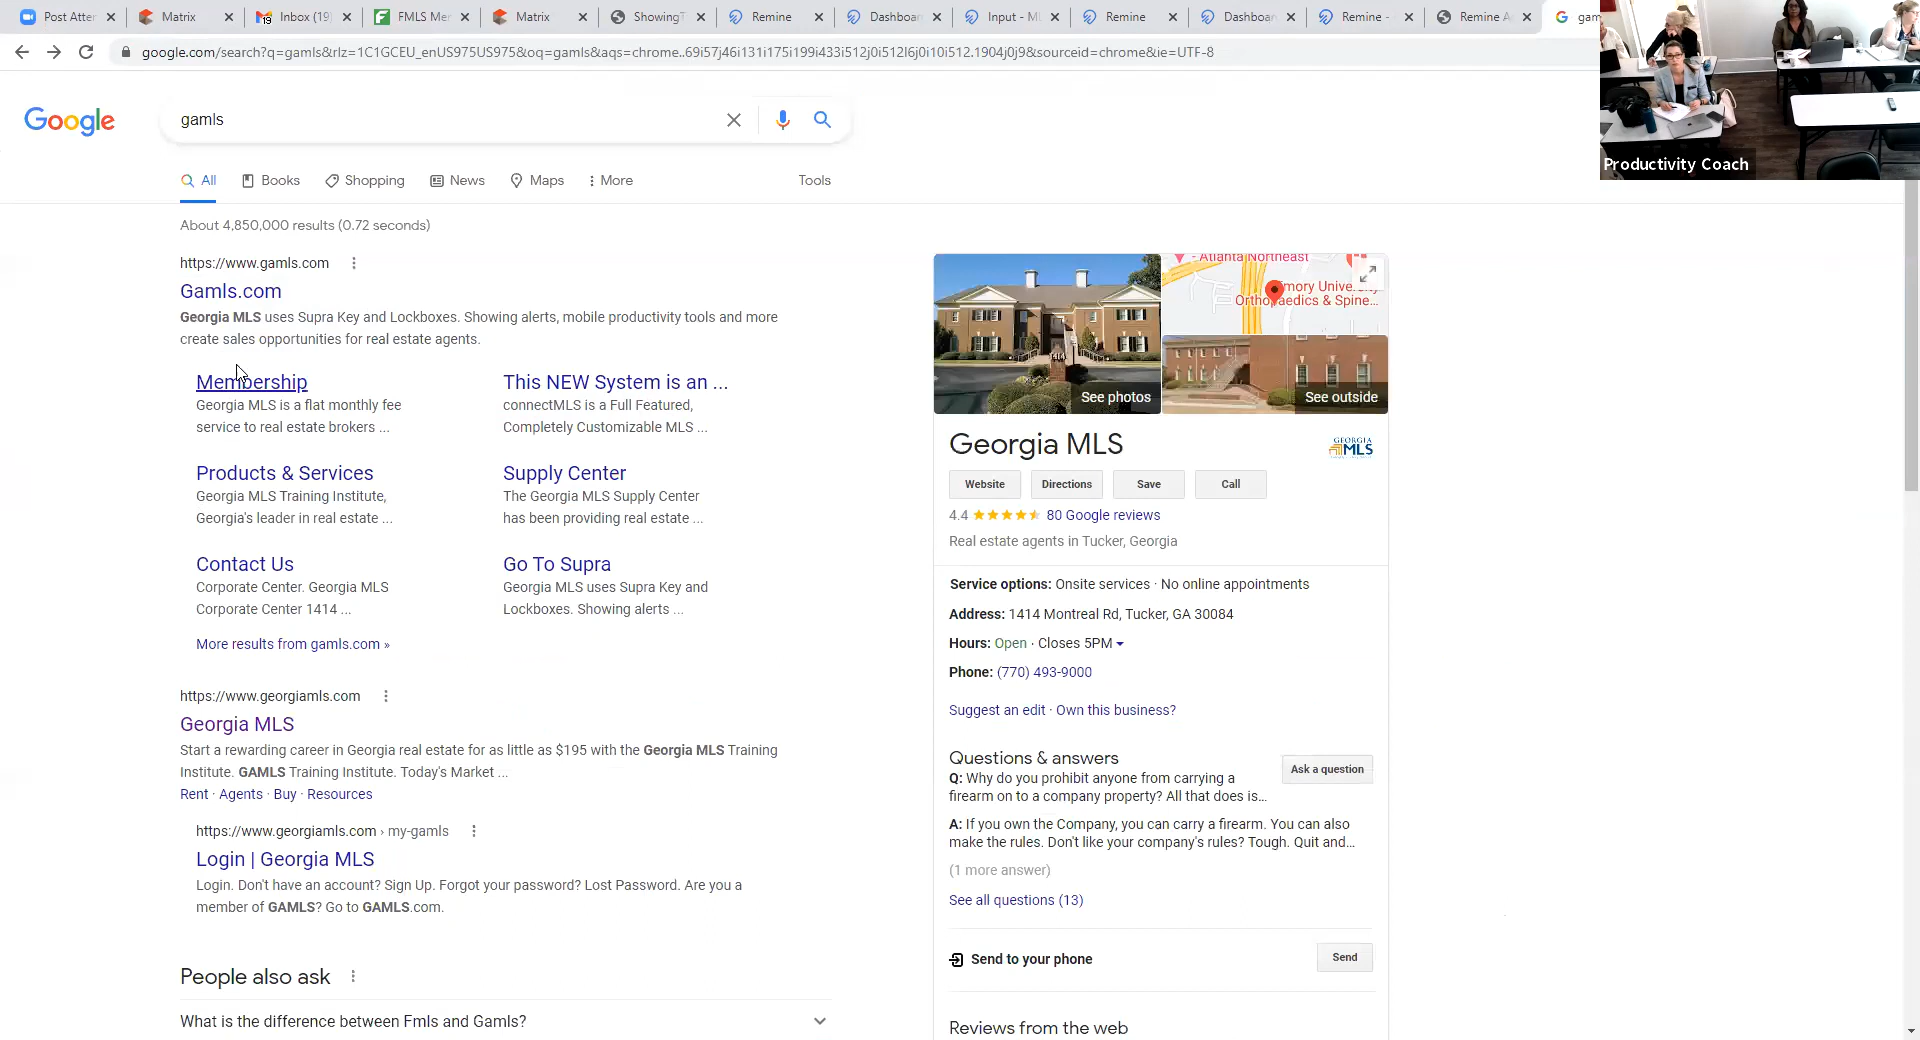 Post Atter
Matrix
Inbox (19)
FMLS Mer
Matrix
ShowingT
Remine
Dashboar
Input - ML
Remine
Dashboar
Remine -
Remine A
gam
google.com/search?q=gamls&rlz=1C1GCEU_enUS975US975&oq=gamls&aqs=chrome..69i57j46i131i175i199i433i512j0i512l6j0i10i512.1904j0j9&sourceid=chrome&ie=UTF-8
Productivity Coach
Google
gamls
All
Books
Shopping
News
Maps
More
Tools
About 4,850,000 results (0.72 seconds)
https://www.gamls.com
Gamls.com
Georgia MLS uses Supra Key and Lockboxes. Showing alerts, mobile productivity tools and more
create sales opportunities for real estate agents.
Membership
Georgia MLS is a flat monthly fee
service to real estate brokers ...
This NEW System is an ...
connectMLS is a Full Featured,
Completely Customizable MLS ...
Products & Services
Georgia MLS Training Institute,
Georgia's leader in real estate ...
Supply Center
The Georgia MLS Supply Center
has been providing real estate ...
Contact Us
Corporate Center. Georgia MLS
Corporate Center 1414 ...
Go To Supra
Georgia MLS uses Supra Key and
Lockboxes. Showing alerts ...
More results from gamls.com »
https://www.georgiamls.com
Georgia MLS
Start a rewarding career in Georgia real estate for as little as $195 with the Georgia MLS Training
Institute. GAMLS Training Institute. Today's Market ...
Rent · Agents · Buy · Resources
https://www.georgiamls.com › my-gamls
Login | Georgia MLS
Login. Don't have an account? Sign Up. Forgot your password? Lost Password. Are you a
member of GAMLS? Go to GAMLS.com.
People also ask
What is the difference between Fmls and Gamls?
- Atlanta Northeast
Emory University
Orthopaedics & Spine...
See photos
See outside
Georgia MLS
GEORGIA
MLS
Website
Directions
Save
Call
4.4
80 Google reviews
Real estate agents in Tucker, Georgia
Service options: Onsite services · No online appointments
Address: 1414 Montreal Rd, Tucker, GA 30084
Hours: Open · Closes 5PM
Phone: (770) 493-9000
Suggest an edit · Own this business?
Questions & answers
Ask a question
Q: Why do you prohibit anyone from carrying a
firearm on to a company property? All that does is...
A: If you own the Company, you can carry a firearm. You can also
make the rules. Don't like your company's rules? Tough. Quit and...
(1 more answer)
See all questions (13)
Send to your phone
Send
Reviews from the web